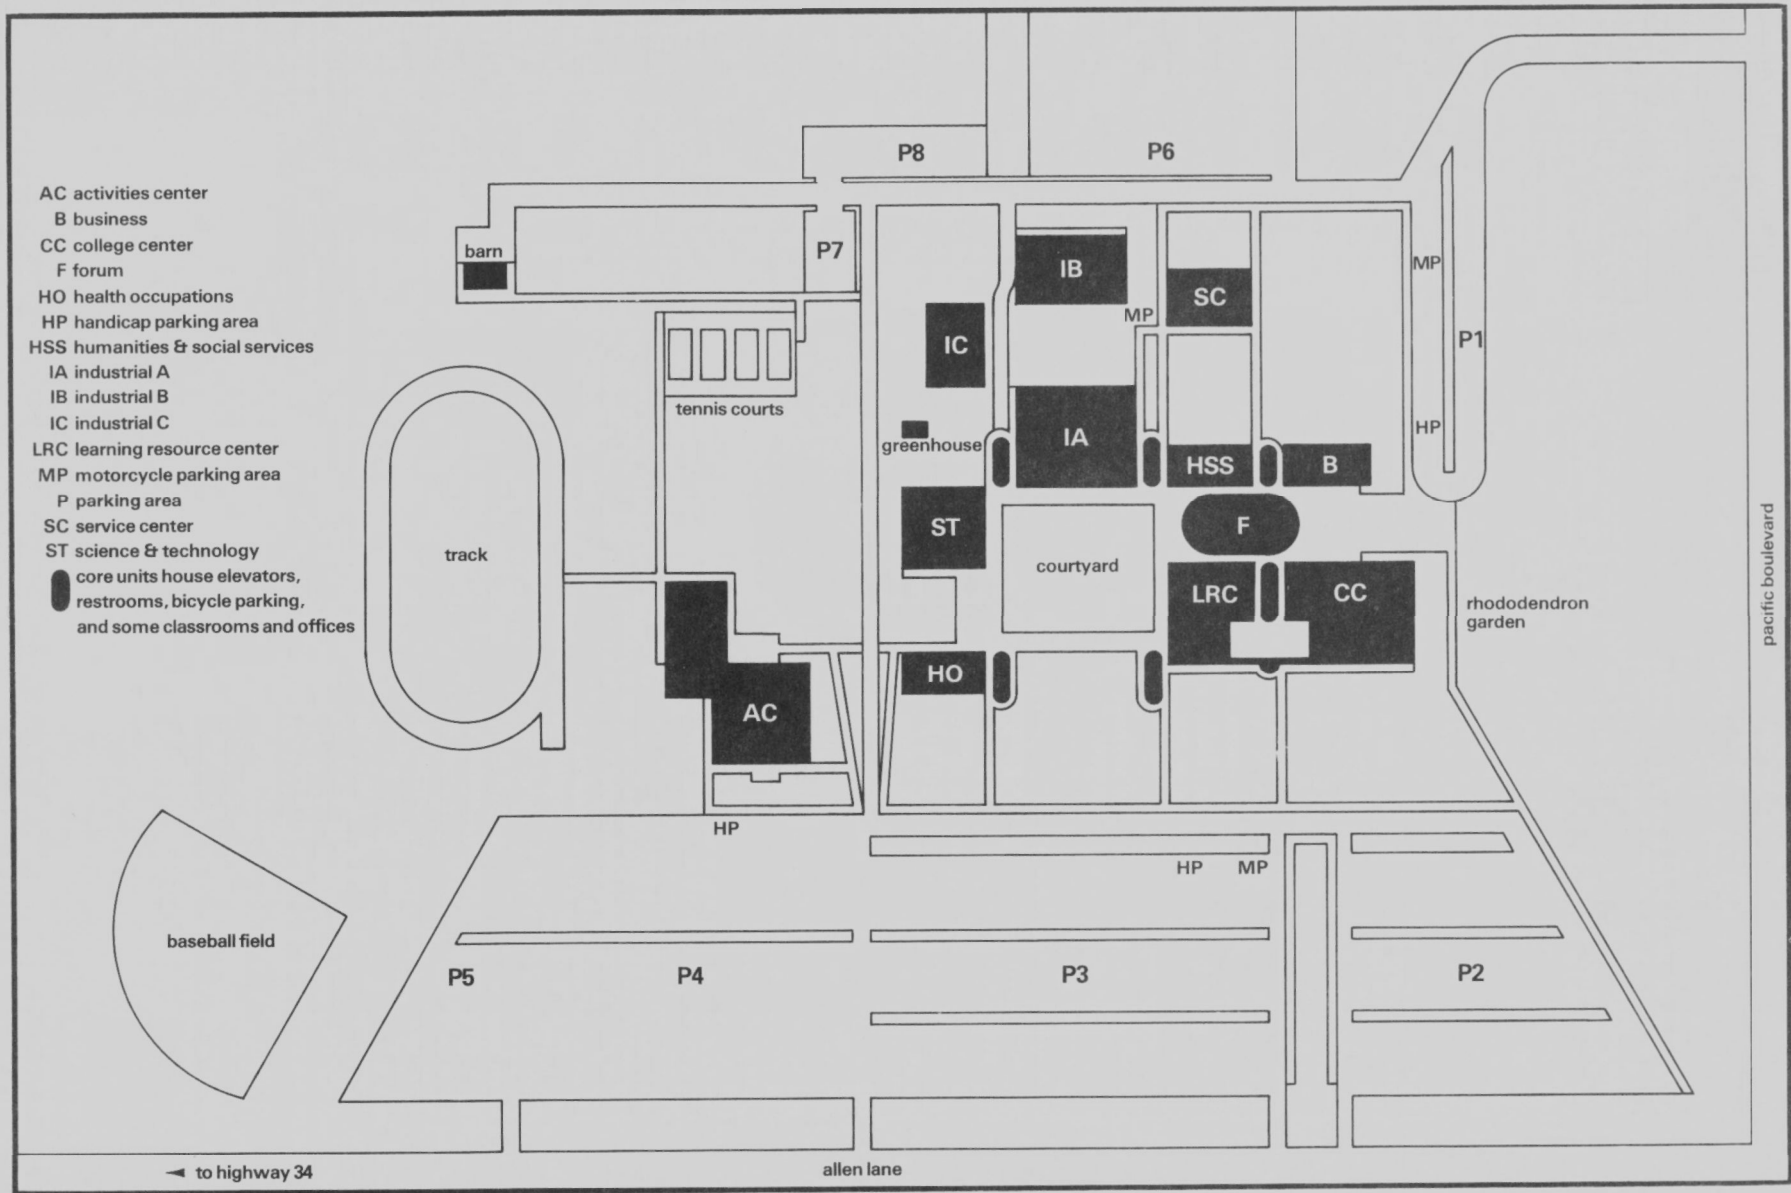 AC activities center
B business
CC college center
F forum
HO health occupations
HP handicap parking area
HSS humanities & social services
IA industrial A
IB industrial B
IC industrial C
LRC learning resource center
MP motorcycle parking area
P parking area
SC service center
ST science & technology
core units house elevators,
restrooms, bicycle parking,
and some classrooms and offices
P8
P6
barn
P7
IB
SC
MP
MP
IC
P1
tennis courts
greenhouse
IA
HP
HSS
B
ST
F
track
courtyard
LRC
CC
rhododendron
garden
pacific boulevard
HO
AC
HP
HP
MP
baseball field
P5
P4
P3
P2
to highway 34
allen lane